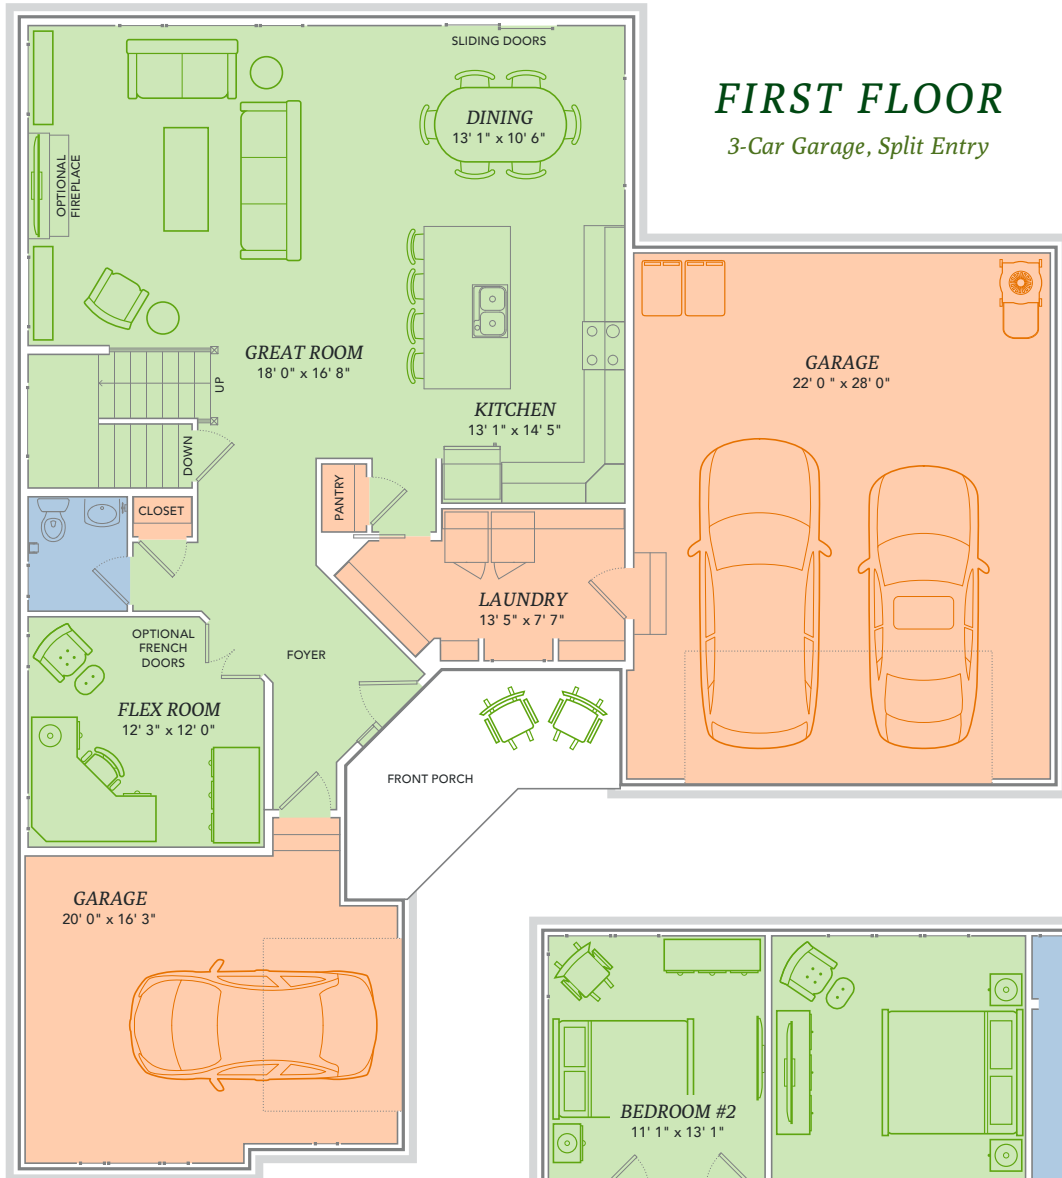 FIRST FLOOR
3-Car Garage, Split Entry
SLIDING DOORS
DINING
13' 1" x 10' 6"
OPTIONAL
FIREPLACE
GREAT ROOM
18' 0" x 16' 8"
UP
DOWN
KITCHEN
13' 1" x 14' 5"
GARAGE
22' 0 " x 28' 0"
PANTRY
CLOSET
LAUNDRY
13' 5" x 7' 7"
OPTIONAL
FRENCH
DOORS
FOYER
FLEX ROOM
12' 3" x 12' 0"
FRONT PORCH
GARAGE
20' 0" x 16' 3"
BEDROOM #2
11' 1" x 13' 1"